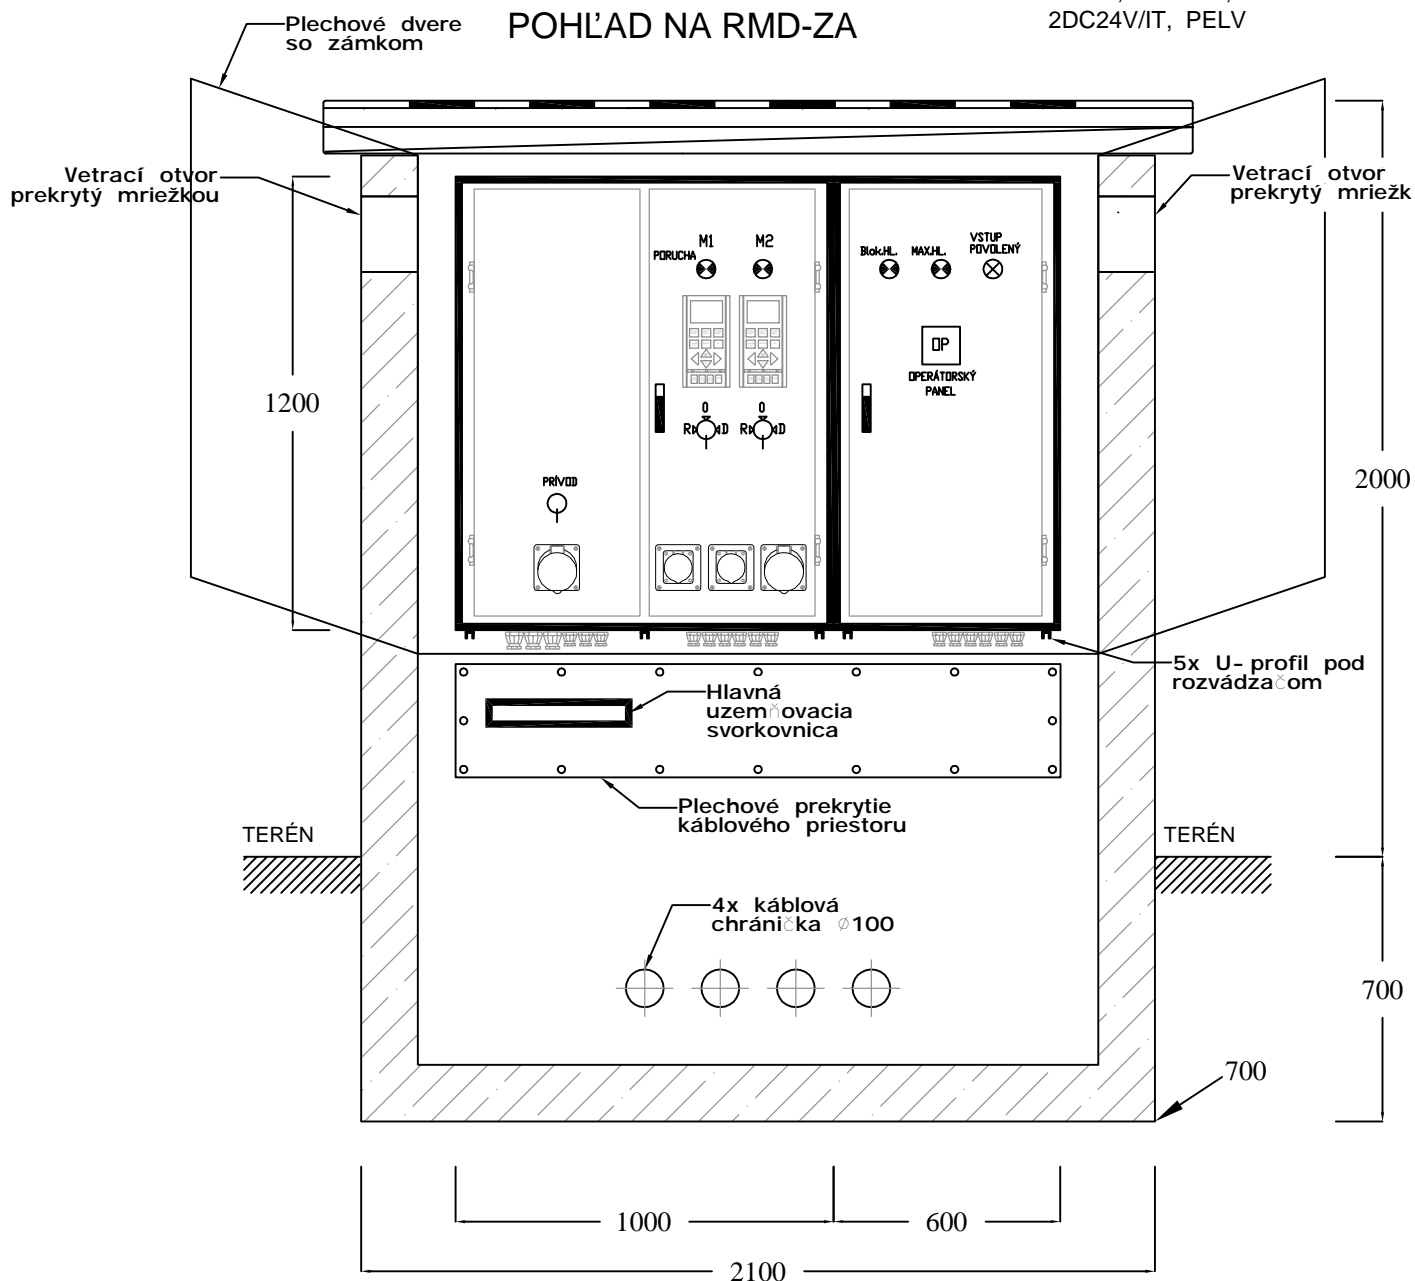 Plechové dvere
so zámkom
POHĽAD NA RMD-ZA
2DC24V/IT, PELV
Vetrací otvor
prekrytý mriežkou
Vetrací otvor
prekrytý mriežk
M1
M2
PORUCHA
Blok.HL.
MAX.HL.
VSTUP
POVOLENÝ
OP
OPERÁTORSKÝ
PANEL
1200
0
R
D
0
R
D
2000
PRÍVOD
5x U-profil pod
rozvádzačom
Hlavná
uzemňovacia
svorkovnica
Plechové prekrytie
káblového priestoru
TERÉN
TERÉN
4x káblová
chránička ø100
700
700
1000
600
2100